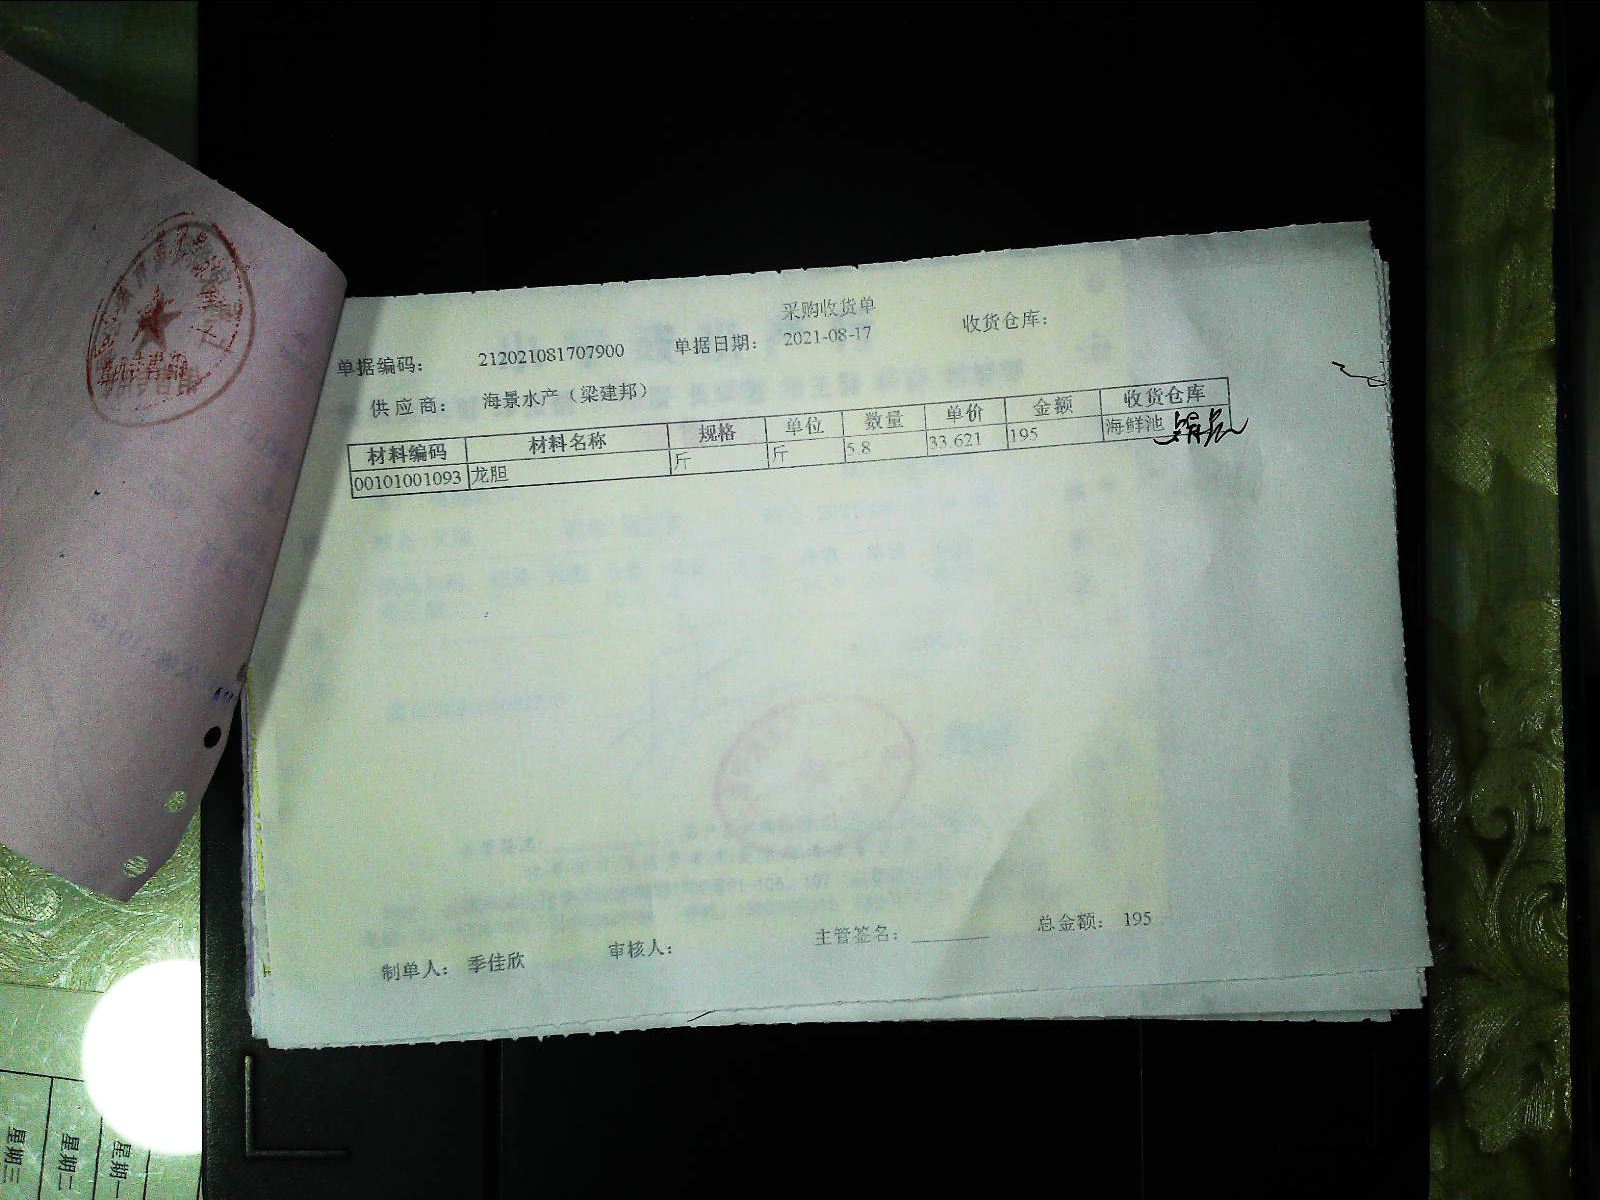 采购收货单
单据编码： 212021081707900 单据日期： 2021-08-17 收货仓库：
供应商： 海景水产（梁建邦）
材料编码 材料名称 规格 单位 数量 单价 金额 收货仓库
00101001093 龙胆 斤 斤 5.8 33.621 195 海鲜池
制单人： 季佳欣 审核人： 主管签名： 总金额： 195
星期一
星期二
星期三